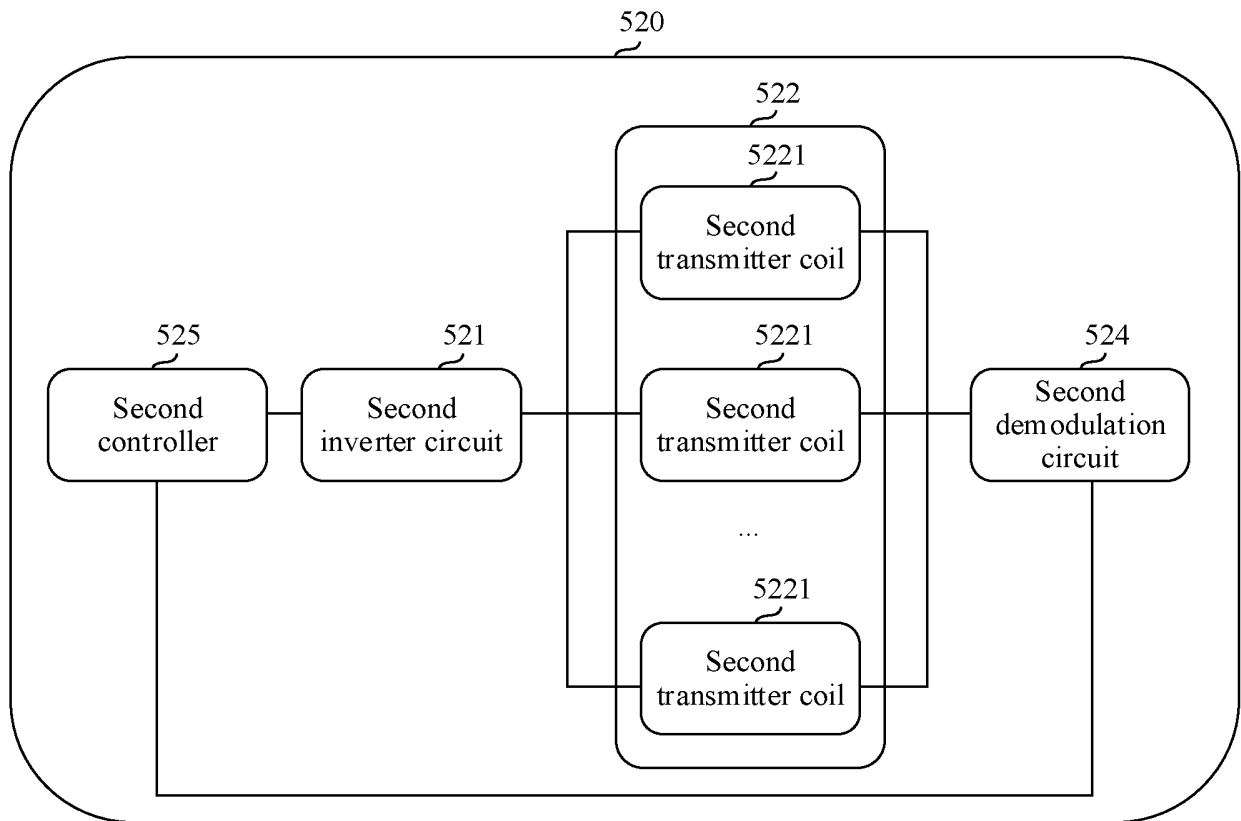 520
522
5221
Second
transmitter coil
525
Second
controller
521
Second
inverter circuit
5221
Second
transmitter coil
524
Second
demodulation
circuit
...
5221
Second
transmitter coil